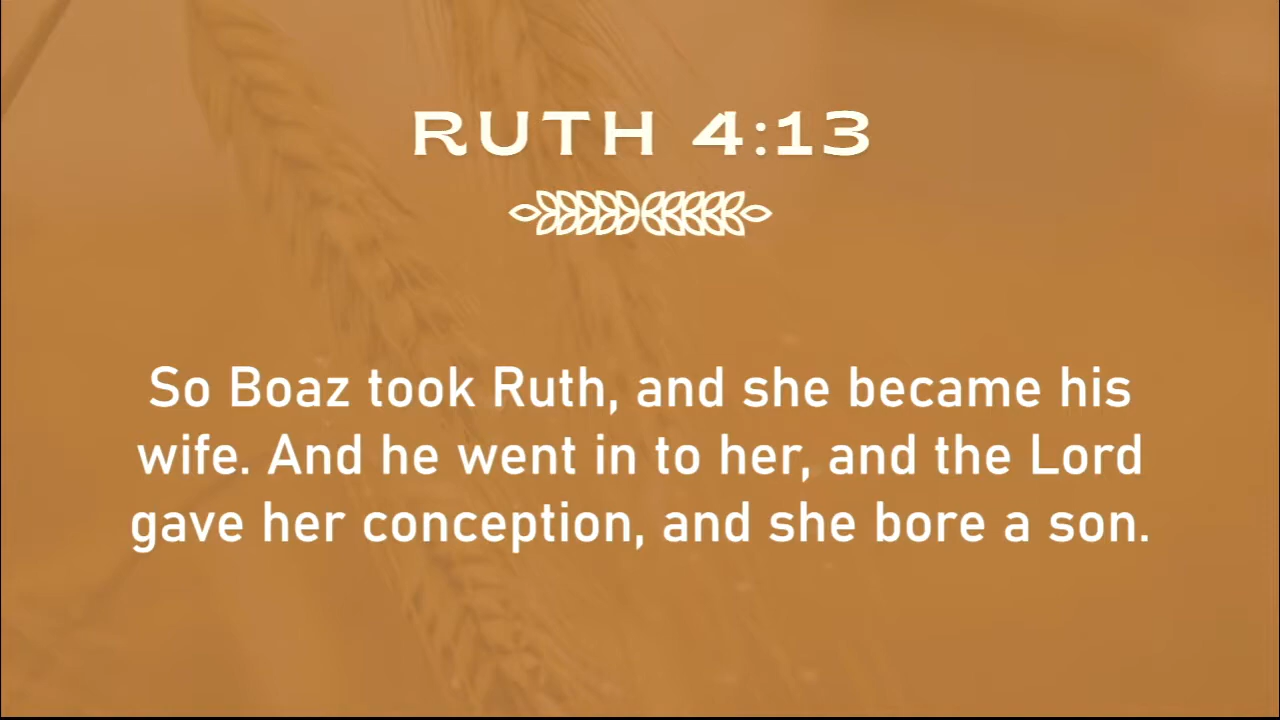 RUTH 4:13
So Boaz took Ruth, and she became his
wife. And he went in to her, and the Lord
gave her conception, and she bore a son.